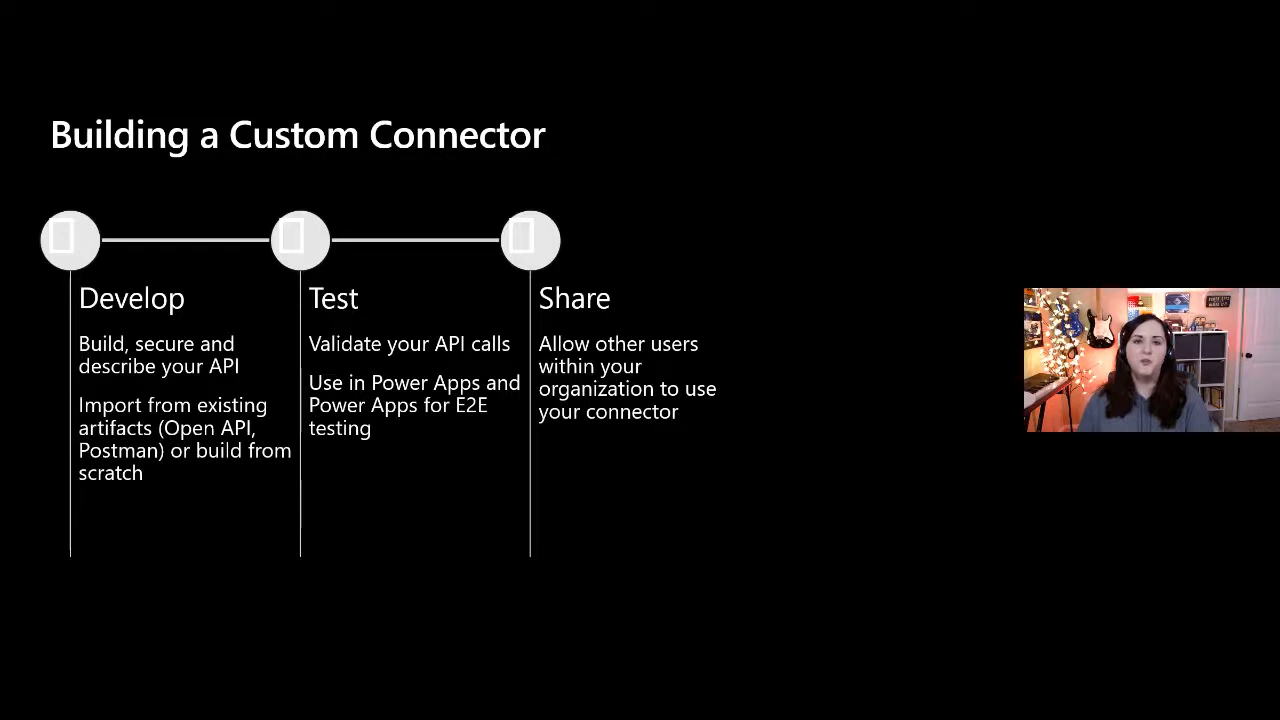 Building a Custom Connector
Develop
Build, secure and
describe your API
Import from existing
artifacts (Open API,
Postman) or build from
scratch
Test
Validate your API calls
Use in Power Apps and
Power Apps for E2E
testing
Share
Allow other users
within your
organization to use
your connector